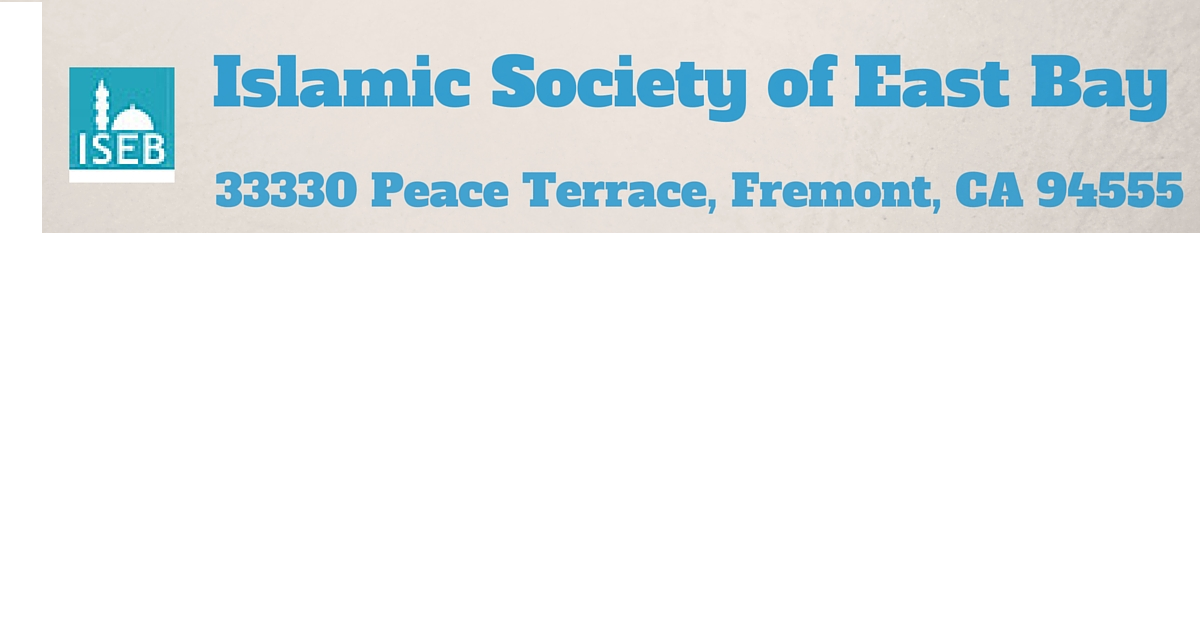 ISEB
Islamic Society of East Bay
33330 Peace Terrace, Fremont, CA 94555